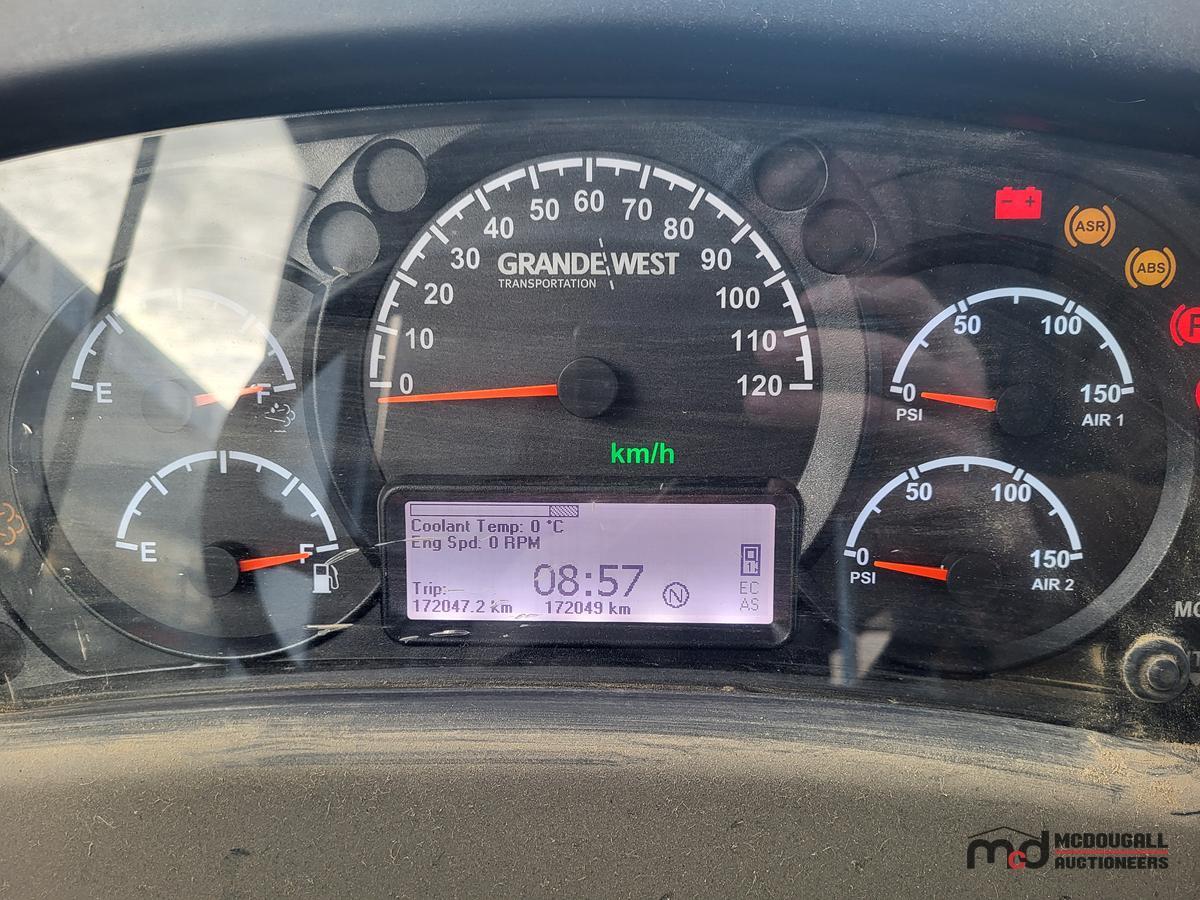 0 10 20 30 40 50 60 70 80 90 100 110 120
GRANDE WEST
TRANSPORTATION
km/h
E F
E F
ASR
ABS
P
0 50 100 150
PSI AIR 1
0 50 100 150
PSI AIR 2
Coolant Temp: 0 °C
Eng Spd: 0 RPM
08:57 N
1
EC
AS
Trip:
172047.2 km 172049 km
MCDOUGALL
mcd
AUCTIONEERS